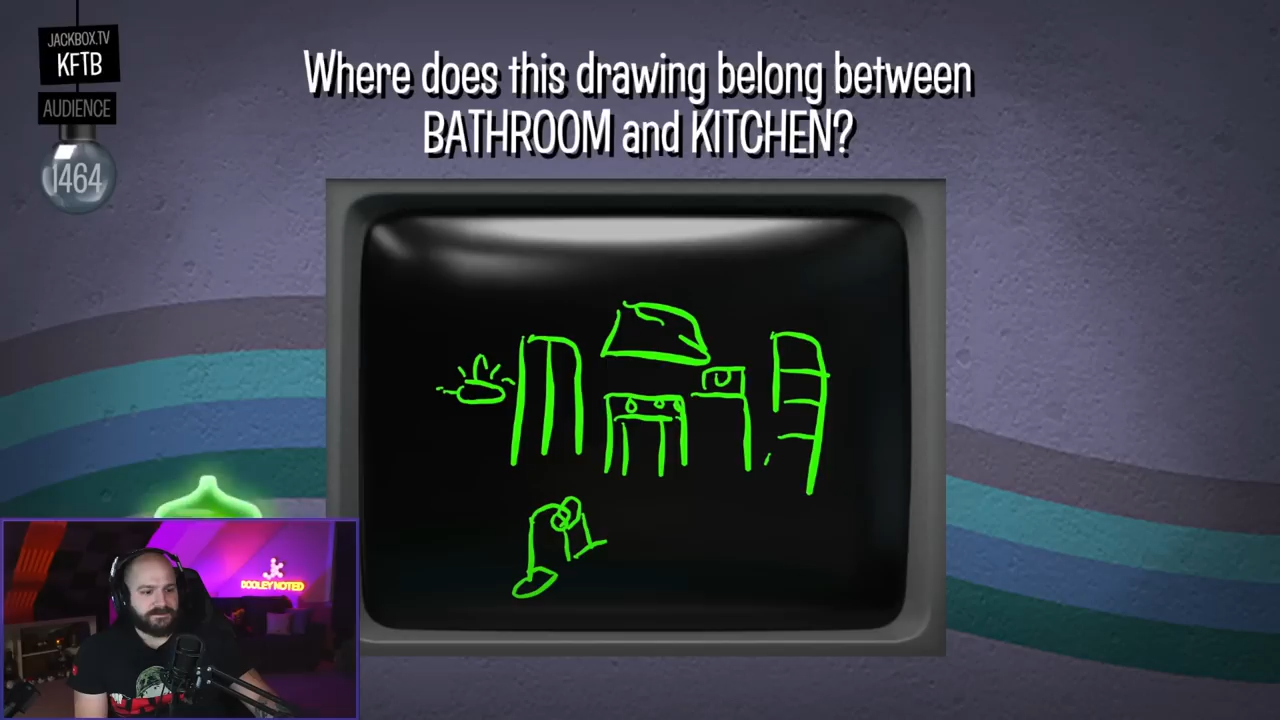 JACKBOX.TV
KFTB
AUDIENCE
1464
Where does this drawing belong between
BATHROOM and KITCHEN?
DOOLEY NOTED